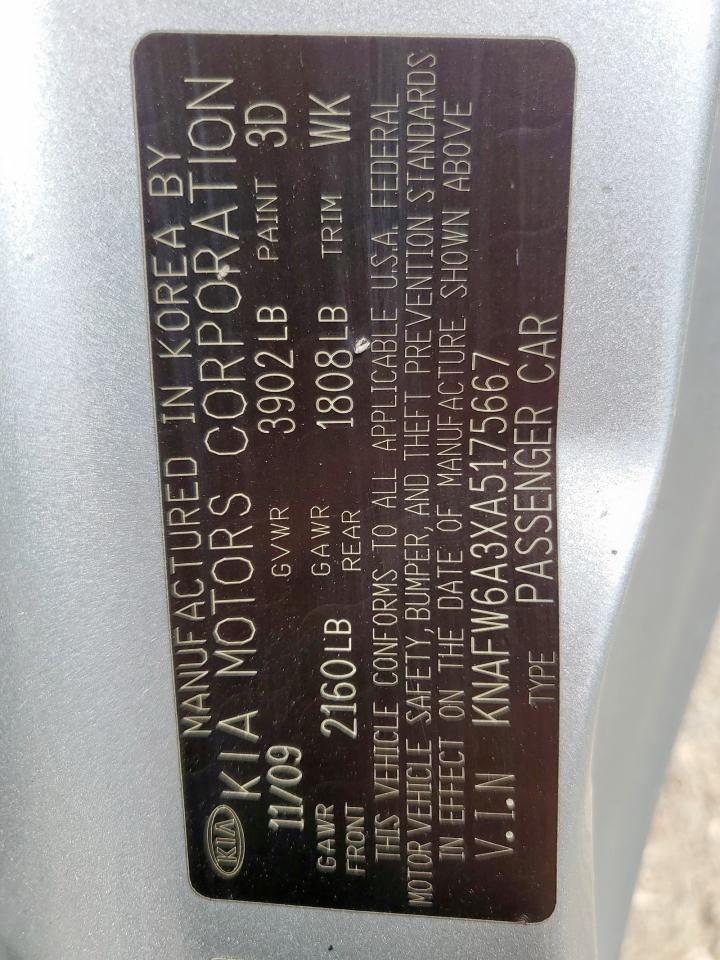 MANUFACTURED IN KOREA BY
KIA KIA MOTORS CORPORATION
11/09 GVWR 3902LB PAINT 3D
GAWR FRONT 2160LB GAWR REAR 1808LB TRIM WK
THIS VEHICLE CONFORMS TO ALL APPLICABLE U.S.A. FEDERAL
MOTOR VEHICLE SAFETY, BUMPER, AND THEFT PREVENTION STANDARDS
IN EFFECT ON THE DATE OF MANUFACTURE SHOWN ABOVE
V.I.N KNAFW6A3XA5175667
TYPE PASSENGER CAR